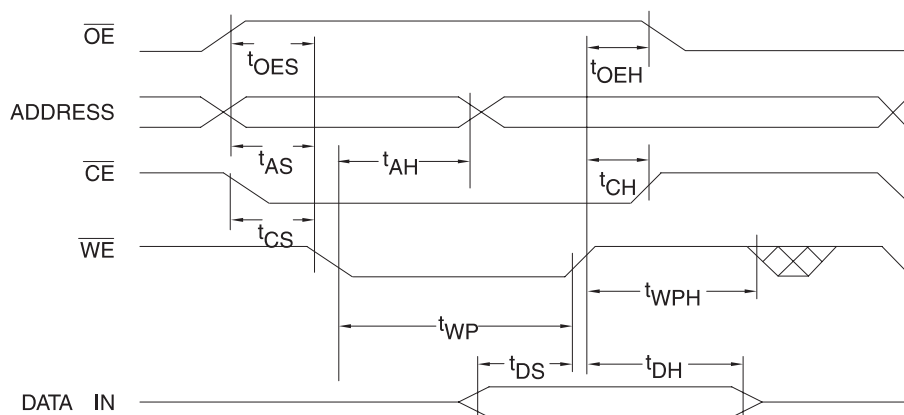 OE
tOES
tOEH
ADDRESS
tAS
tAH
CE
tCH
tCS
WE
tWPH
tWP
tDS
tDH
DATA IN